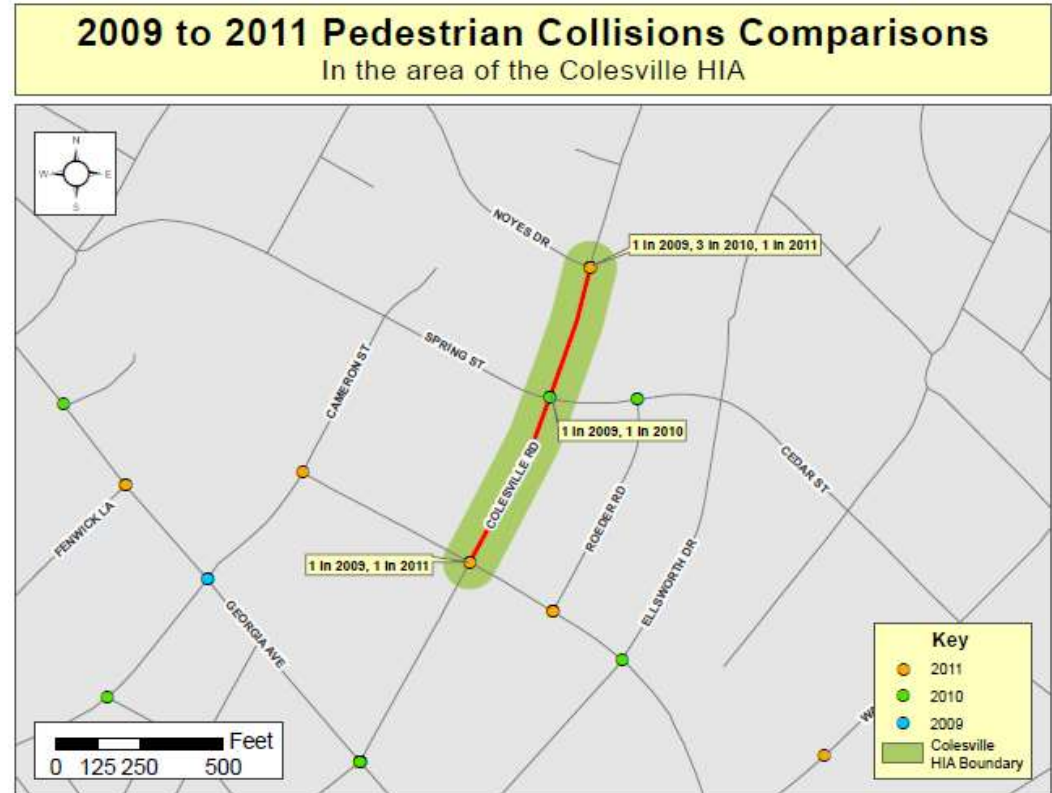 2009 to 2011 Pedestrian Collisions Comparisons
In the area of the Colesville HIA
N
W E
S
NOYES DR
1 in 2009, 3 in 2010, 1 in 2011
SPRING ST
CAMERON ST
1 in 2009, 1 in 2010
COLESVILLE RD
CEDAR ST
FENWICK LA
ROEDER RD
1 in 2009, 1 in 2011
ELLSWORTH DR
GEORGIA AVE
Key
2011
2010
2009
Colesville
HIA Boundary
WA
Feet
0 125 250 500